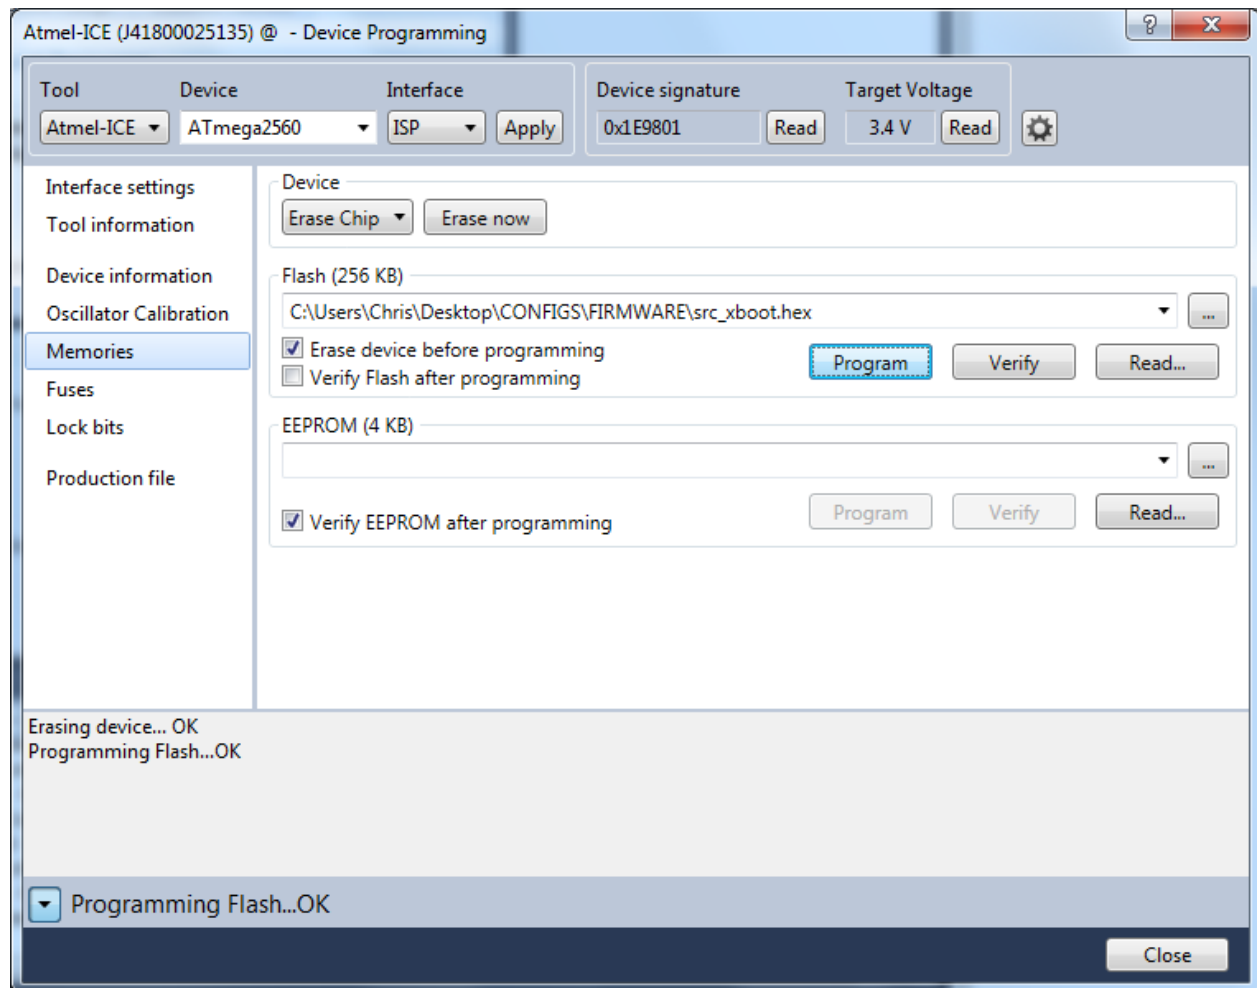 Atmel-ICE (J41800025135) @  - Device Programming
Tool Device Interface Device signature Target Voltage
Atmel-ICE ATmega2560 ISP Apply 0x1E9801 Read 3.4 V Read
Interface settings
Tool information
Device information
Oscillator Calibration
Memories
Fuses
Lock bits
Production file
Device
Erase Chip Erase now
Flash (256 KB)
C:\Users\Chris\Desktop\CONFIGS\FIRMWARE\src_xboot.hex ...
Erase device before programming
Verify Flash after programming
Program Verify Read...
EEPROM (4 KB)
...
Verify EEPROM after programming
Program Verify Read...
Erasing device... OK
Programming Flash...OK
Programming Flash...OK
Close